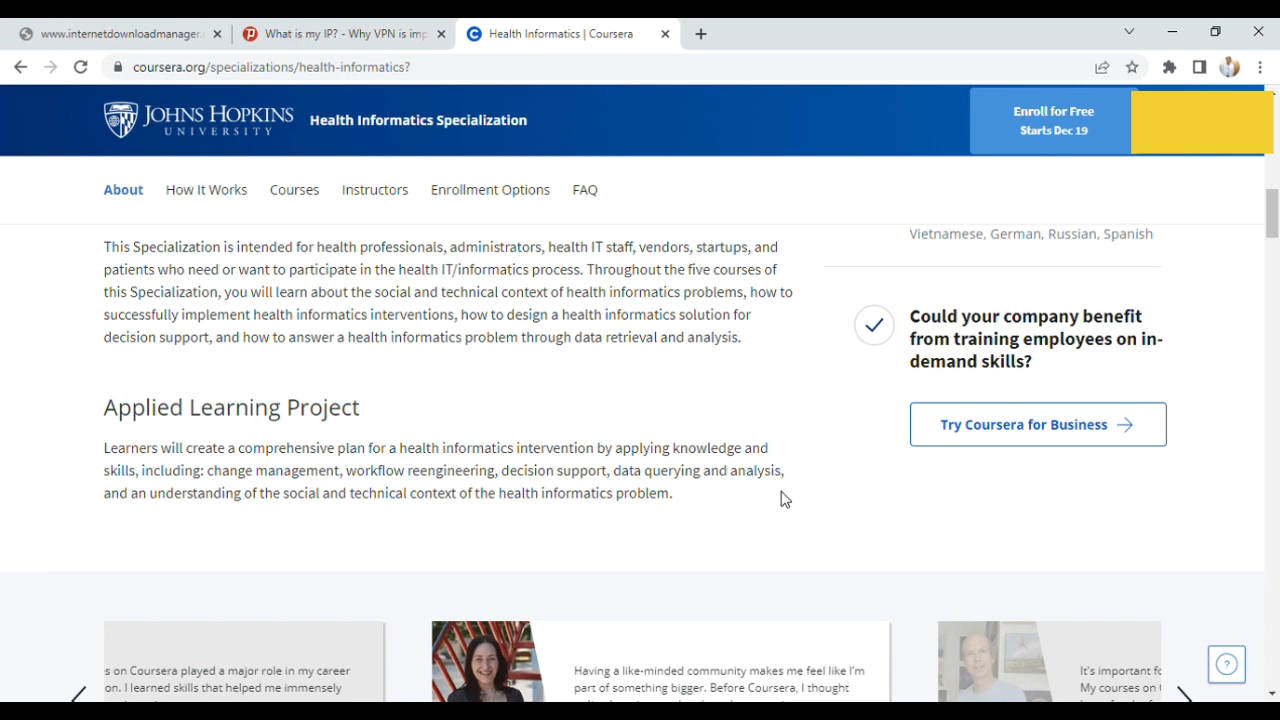 www.internetdownloadmanager.
What is my IP? - Why VPN is imp
Health Informatics | Coursera
coursera.org/specializations/health-informatics?
JOHNS HOPKINS
UNIVERSITY
Health Informatics Specialization
Enroll for Free
Starts Dec 19
About
How It Works
Courses
Instructors
Enrollment Options
FAQ
This Specialization is intended for health professionals, administrators, health IT staff, vendors, startups, and
patients who need or want to participate in the health IT/informatics process. Throughout the five courses of
this Specialization, you will learn about the social and technical context of health informatics problems, how to
successfully implement health informatics interventions, how to design a health informatics solution for
decision support, and how to answer a health informatics problem through data retrieval and analysis.
Vietnamese, German, Russian, Spanish
Could your company benefit
from training employees on in-
demand skills?
Try Coursera for Business
Applied Learning Project
Learners will create a comprehensive plan for a health informatics intervention by applying knowledge and
skills, including: change management, workflow reengineering, decision support, data querying and analysis,
and an understanding of the social and technical context of the health informatics problem.
s on Coursera played a major role in my career
on. I learned skills that helped me immensely
Having a like-minded community makes me feel like I'm
part of something bigger. Before Coursera, I thought
It's important fo
My courses on